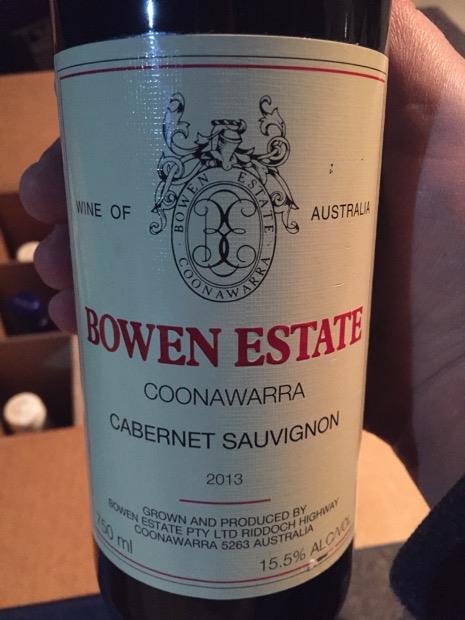 BOWEN ESTATE
COONAWARRA
WINE OF
AUSTRALIA
BOWEN ESTATE
COONAWARRA
CABERNET SAUVIGNON
2013
GROWN AND PRODUCED BY
BOWEN ESTATE PTY LTD RIDDOCH HIGHWAY
COONAWARRA 5263 AUSTRALIA
750 ml
15.5% ALC/VOL